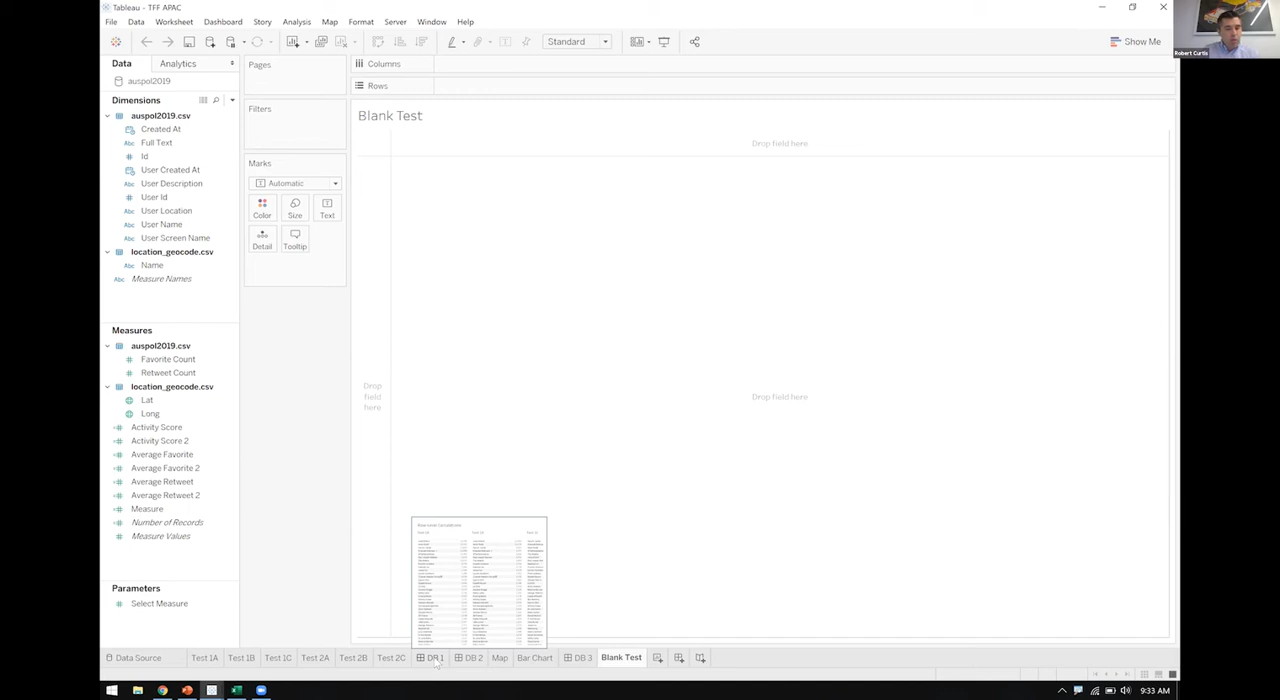 Tableau - TFF APAC
File Data Worksheet Dashboard Story Analysis Map Format Server Window Help
Standard
Show Me
Robert Curtis
Data Analytics
auspol2019
Dimensions
auspol2019.csv
Created At
Full Text
Id
User Created At
User Description
User Id
User Location
User Name
User Screen Name
location_geocode.csv
Name
Measure Names
Measures
auspol2019.csv
Favorite Count
Retweet Count
location_geocode.csv
Lat
Long
Activity Score
Activity Score 2
Average Favorite
Average Favorite 2
Average Retweet
Average Retweet 2
Measure
Number of Records
Measure Values
Parameters
Select Measure
Pages
Filters
Marks
Automatic
Color Size Text
Detail Tooltip
Columns
Rows
Blank Test
Drop field here
Drop
field
here
Drop field here
Data Source Test 1A Test 1B Test 1C Test 2A Test 2B Test 2C DB 1 DB 2 Map Bar Chart DB 3 Blank Test
9:33 AM